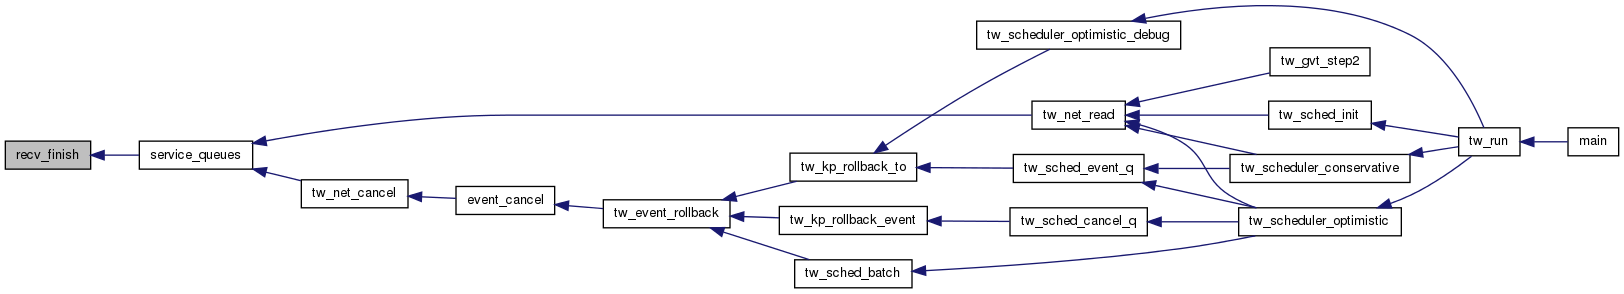 recv_finish
service_queues
tw_net_cancel
event_cancel
tw_event_rollback
tw_kp_rollback_to
tw_kp_rollback_event
tw_sched_batch
tw_scheduler_optimistic_debug
tw_net_read
tw_sched_event_q
tw_sched_cancel_q
tw_gvt_step2
tw_sched_init
tw_scheduler_conservative
tw_scheduler_optimistic
tw_run
main